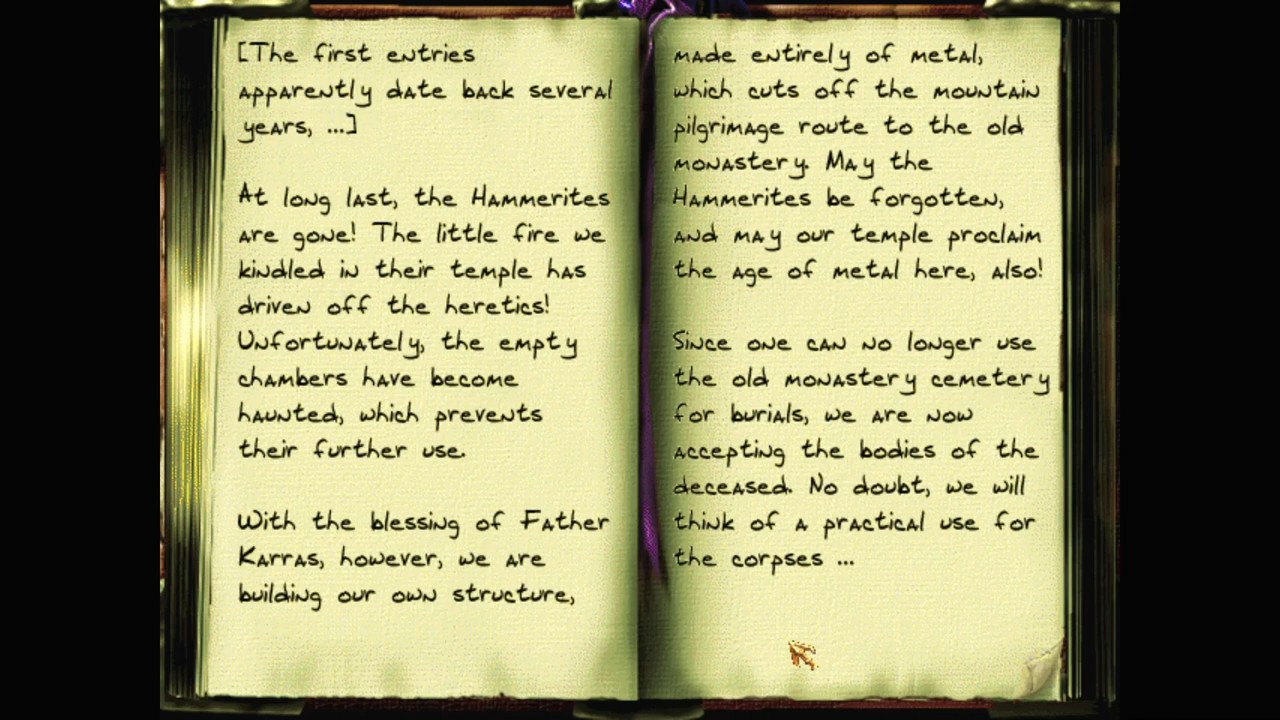 [The first entries
apparently date back several
years, ...]
At long last, the Hammerites
are gone! The little fire we
kindled in their temple has
driven off the heretics!
Unfortunately, the empty
chambers have become
haunted, which prevents
their further use.
With the blessing of Father
Karras, however, we are
building our own structure,
made entirely of metal,
which cuts off the mountain
pilgrimage route to the old
monastery. May the
Hammerites be forgotten,
and may our temple proclaim
the age of metal here, also!
Since one can no longer use
the old monastery cemetery
for burials, we are now
accepting the bodies of the
deceased. No doubt, we will
think of a practical use for
the corpses ...